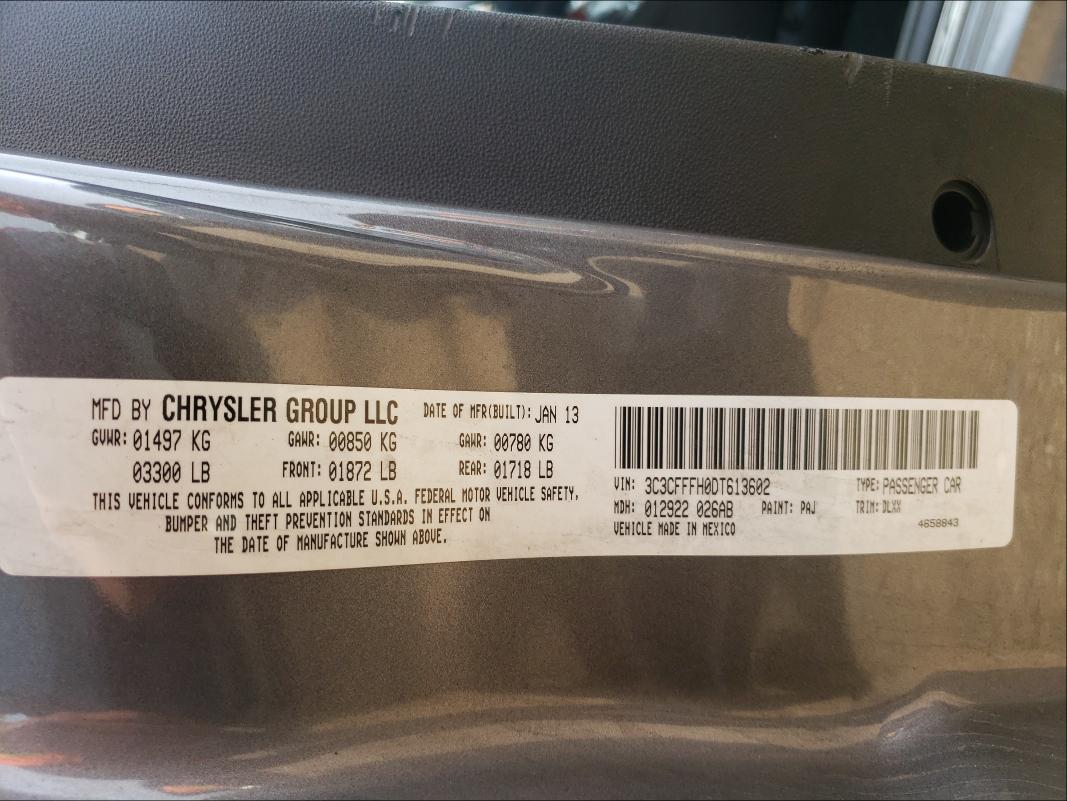 MFD BY CHRYSLER GROUP LLC DATE OF MFR(BUILT): JAN 13
GVWR: 01497 KG GAWR: 00850 KG GAWR: 00780 KG
03300 LB FRONT: 01872 LB REAR: 01718 LB
THIS VEHICLE CONFORMS TO ALL APPLICABLE U.S.A. FEDERAL MOTOR VEHICLE SAFETY,
BUMPER AND THEFT PREVENTION STANDARDS IN EFFECT ON
THE DATE OF MANUFACTURE SHOWN ABOVE.
VIN: 3C3CFFFH0DT613602 TYPE: PASSENGER CAR
MDH: 012922 026AB PAINT: PAJ TRIM: DLXX
VEHICLE MADE IN MEXICO 4658843